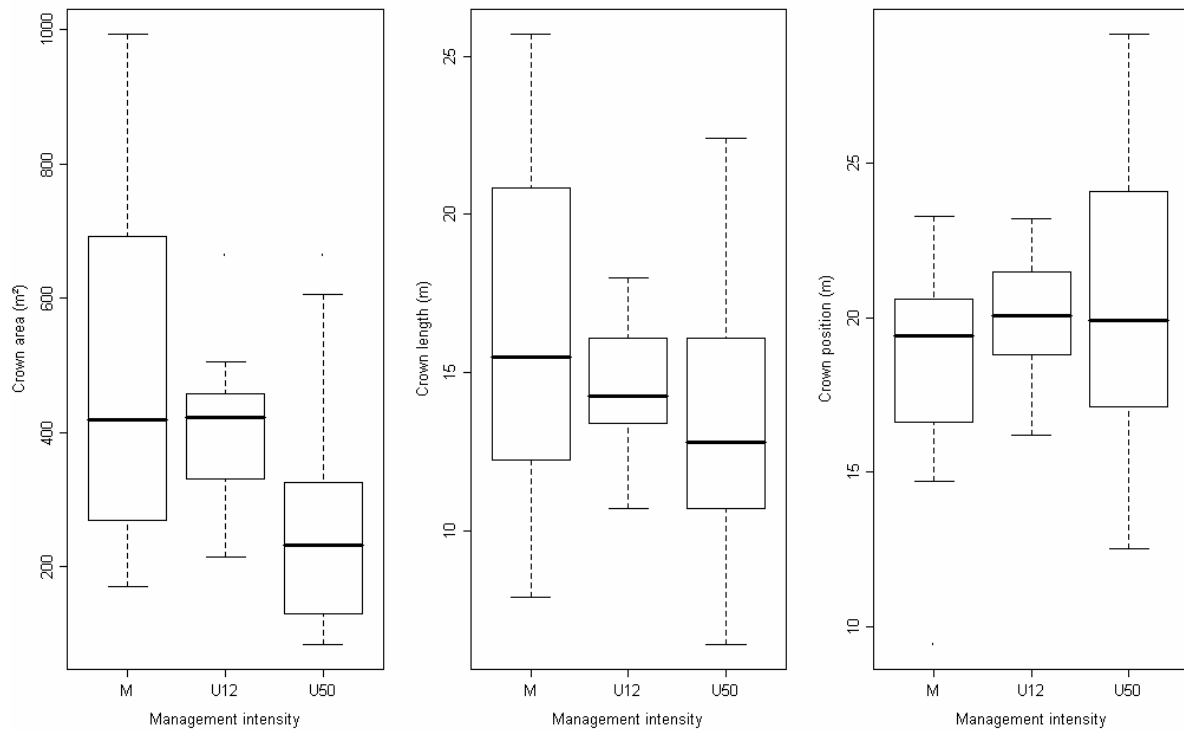 Crown area (m²)
1000
800
600
400
200
M U12 U50
Management intensity
Crown length (m)
25
20
15
10
M U12 U50
Management intensity
Crown position (m)
25
20
15
10
M U12 U50
Management intensity